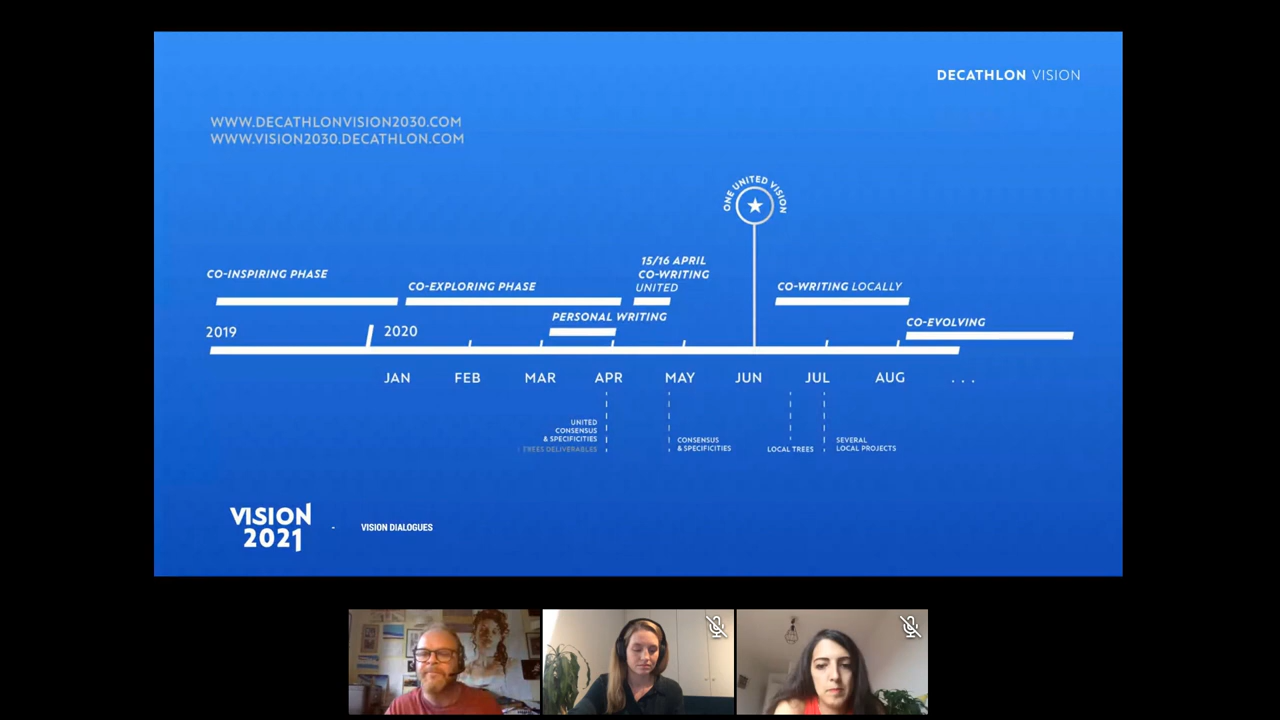 DECATHLON VISION
WWW.DECATHLONVISION2030.COM
WWW.VISION2030.DECATHLON.COM
ONE UNITED VISION
15/16 APRIL
CO-WRITING
UNITED
CO-INSPIRING PHASE
CO-EXPLORING PHASE
CO-WRITING LOCALLY
PERSONAL WRITING
CO-EVOLVING
2019
2020
JAN FEB MAR APR MAY JUN JUL AUG ...
UNITED
CONSENSUS
& SPECIFICITIES
TREES DELIVERABLES
CONSENSUS
& SPECIFICITIES
LOCAL TREES
SEVERAL
LOCAL PROJECTS
VISION
2021
- VISION DIALOGUES